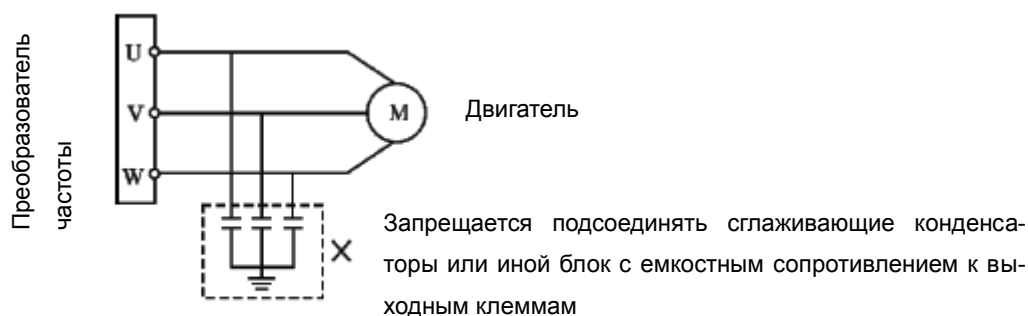 Преобразователь
частоты
U
V
W
M
Двигатель
Запрещается подсоединять сглаживающие конденса-
торы или иной блок с емкостным сопротивлением к вы-
ходным клеммам